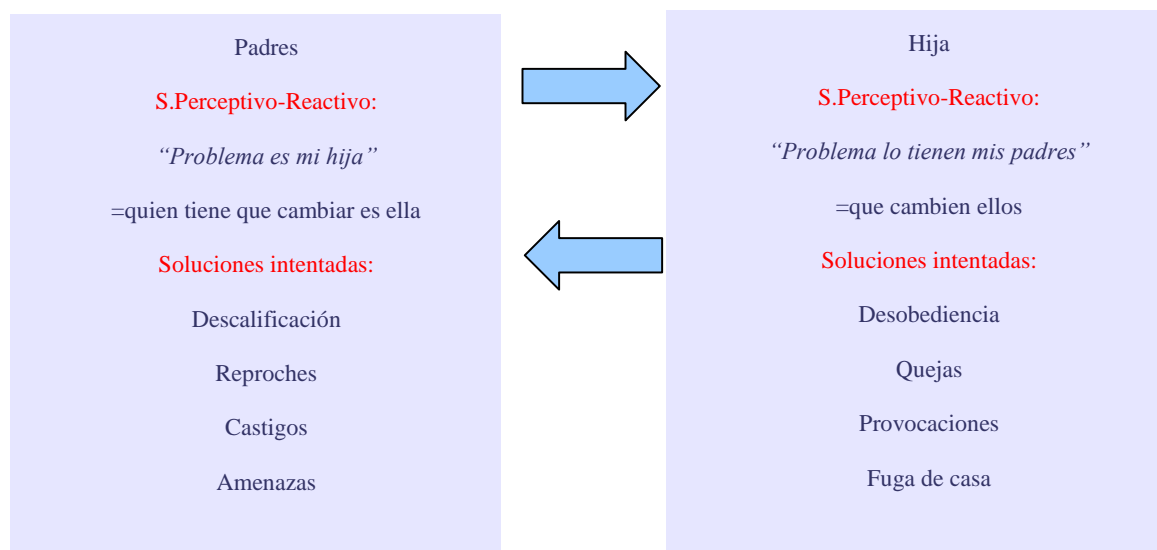 Padres
S.Perceptivo-Reactivo:
“Problema es mi hija”
=quien tiene que cambiar es ella
Soluciones intentadas:
Descalificación
Reproches
Castigos
Amenazas
Hija
S.Perceptivo-Reactivo:
“Problema lo tienen mis padres”
=que cambien ellos
Soluciones intentadas:
Desobediencia
Quejas
Provocaciones
Fuga de casa